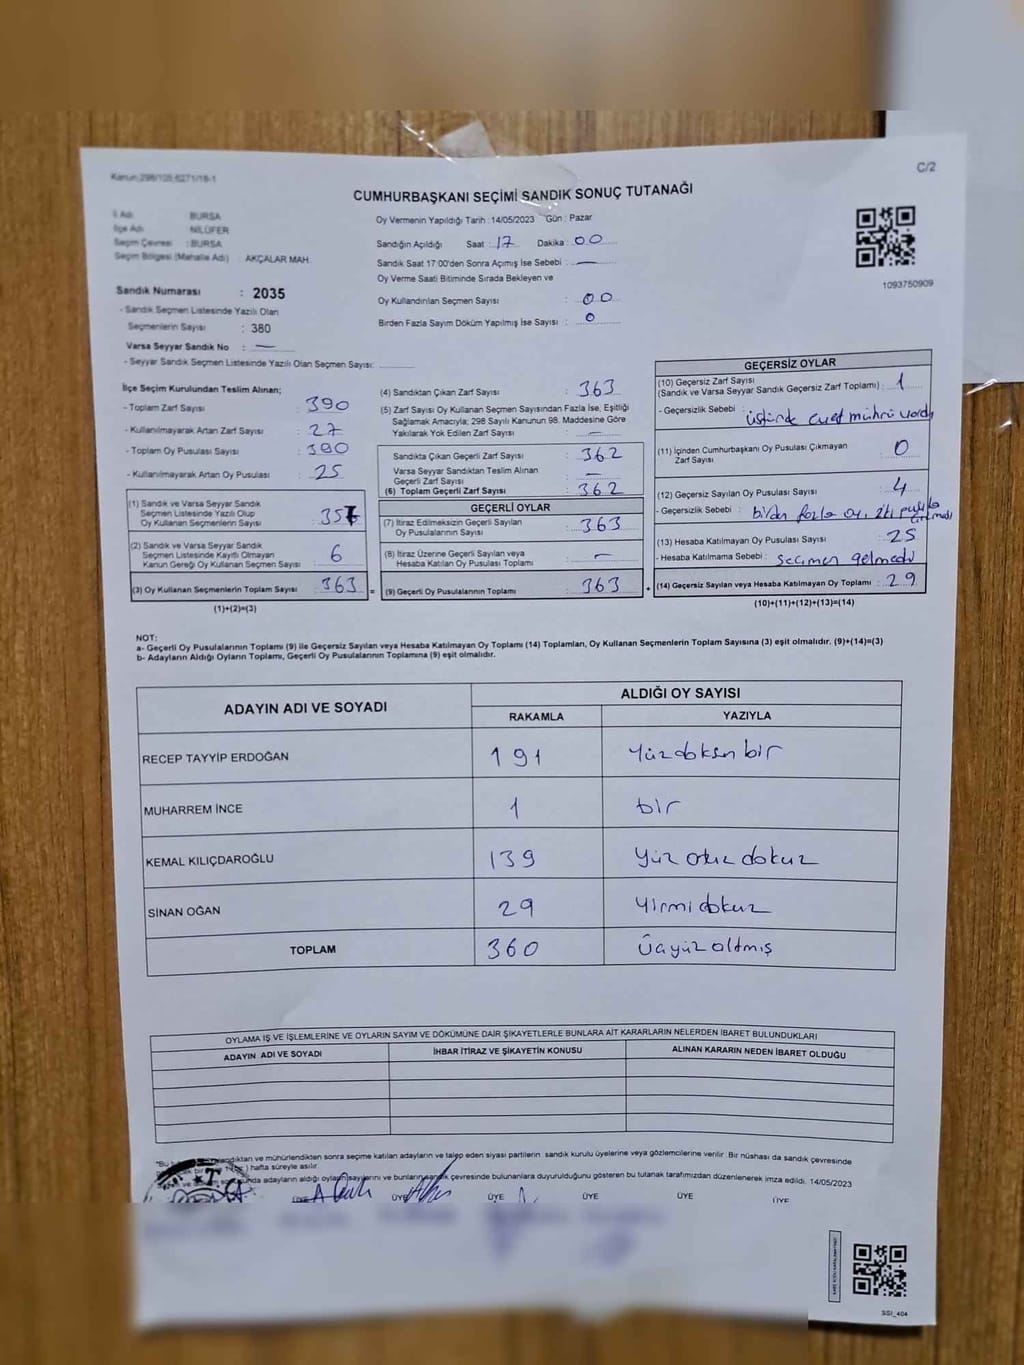 Kanun:298/105,6271/18-1
C/2
CUMHURBAŞKANI SEÇİMİ SANDIK SONUÇ TUTANAĞI
İl Adı : BURSA
İlçe Adı : NİLÜFER
Seçim Çevresi : BURSA
Seçim Bölgesi (Mahalle Adı) AKÇALAR MAH.
Sandık Numarası : 2035
- Sandık Seçmen Listesinde Yazılı Olan
Seçmenlerin Sayısı : 380
Varsa Seyyar Sandık No : —
- Seyyar Sandık Seçmen Listesinde Yazılı Olan Seçmen Sayısı:
Oy Vermenin Yapıldığı Tarih :14/05/2023 Gün : Pazar
Sandığın Açıldığı Saat : 17 Dakika : 00
Sandık Saat 17:00'den Sonra Açılmış İse Sebebi : —
Oy Verme Saati Bitiminde Sırada Bekleyen ve
Oy Kullandırılan Seçmen Sayısı : 00
Birden Fazla Sayım Döküm Yapılmış İse Sayısı : 0
1093750909
İlçe Seçim Kurulundan Teslim Alınan;
- Toplam Zarf Sayısı : 390
- Kullanılmayarak Artan Zarf Sayısı : 27
- Toplam Oy Pusulası Sayısı : 390
- Kullanılmayarak Artan Oy Pusulası : 25
(1) Sandık ve Varsa Seyyar Sandık
Seçmen Listesinde Yazılı Olup
Oy Kullanan Seçmenlerin Sayısı : 357
(2) Sandık ve Varsa Seyyar Sandık
Seçmen Listesinde Kayıtlı Olmayan
Kanun Gereği Oy Kullanan Seçmen Sayısı : 6
(3) Oy Kullanan Seçmenlerin Toplam Sayısı : 363 =
(1)+(2)=(3)
(4) Sandıktan Çıkan Zarf Sayısı : 363
(5) Zarf Sayısı Oy Kullanan Seçmen Sayısından Fazla İse, Eşitliği
Sağlamak Amacıyla; 298 Sayılı Kanunun 98. Maddesine Göre
Yakılarak Yok Edilen Zarf Sayısı : —
Sandıkta Çıkan Geçerli Zarf Sayısı : 362
Varsa Seyyar Sandıktan Teslim Alınan
Geçerli Zarf Sayısı : —
(6) Toplam Geçerli Zarf Sayısı : 362
GEÇERLİ OYLAR
(7) İtiraz Edilmeksizin Geçerli Sayılan
Oy Pusulalarının Sayısı : 363
(8) İtiraz Üzerine Geçerli Sayılan veya
Hesaba Katılan Oy Pusulası Toplamı : —
(9) Geçerli Oy Pusulalarının Toplamı : 363 +
GEÇERSİZ OYLAR
(10) Geçersiz Zarf Sayısı
(Sandık ve Varsa Seyyar Sandık Geçersiz Zarf Toplamı) : 1
- Geçersizlik Sebebi : üstünde evet mührü vardı
(11) İçinden Cumhurbaşkanı Oy Pusulası Çıkmayan
Zarf Sayısı : 0
(12) Geçersiz Sayılan Oy Pusulası Sayısı : 4
- Geçersizlik Sebebi : birden fazla oy, iki pusula
(13) Hesaba Katılmayan Oy Pusulası Sayısı : 25
- Hesaba Katılmama Sebebi : seçmen gelmedi
(14) Geçersiz Sayılan veya Hesaba Katılmayan Oy Toplamı : 29
(10)+(11)+(12)+(13)=(14)
NOT:
a- Geçerli Oy Pusulalarının Toplamı (9) ile Geçersiz Sayılan veya Hesaba Katılmayan Oy Toplamı (14) Toplamları, Oy Kullanan Seçmenlerin Toplam Sayısına (3) eşit olmalıdır. (9)+(14)=(3)
b- Adayların Aldığı Oyların Toplamı, Geçerli Oy Pusulalarının Toplamına (9) eşit olmalıdır.
ADAYIN ADI VE SOYADI ALDIĞI OY SAYISI
RAKAMLA YAZIYLA
RECEP TAYYİP ERDOĞAN 191 Yüzdoksan bir
MUHARREM İNCE 1 bir
KEMAL KILIÇDAROĞLU 139 Yüz otuz dokuz
SİNAN OĞAN 29 Yirmidokuz
TOPLAM 360 Üçyüz altmış
OYLAMA İŞ VE İŞLEMLERİNE VE OYLARIN SAYIM VE DÖKÜMÜNE DAİR ŞİKAYETLERLE BUNLARA AİT KARARLARIN NELERDEN İBARET BULUNDUKLARI
ADAYIN ADI VE SOYADI İHBAR İTİRAZ VE ŞİKAYETİN KONUSU ALINAN KARARIN NEDEN İBARET OLDUĞU
"Bu ve mühürlendikten sonra seçime katılan adayların ve talep eden siyasi partilerin sandık kurulu üyelerine veya gözlemcilerine verilir. Bir nüshası da sandık çevresinde
) hafta süreyle asılır.
adayların aldığı oyların sayılarını ve bunların sandık çevresinde bulunanlara duyurulduğunu gösteren bu tutanak tarafımızdan düzenlenerek imza edildi. 14/05/2023
ÜYE ÜYE ÜYE ÜYE ÜYE ÜYE
SSI_404